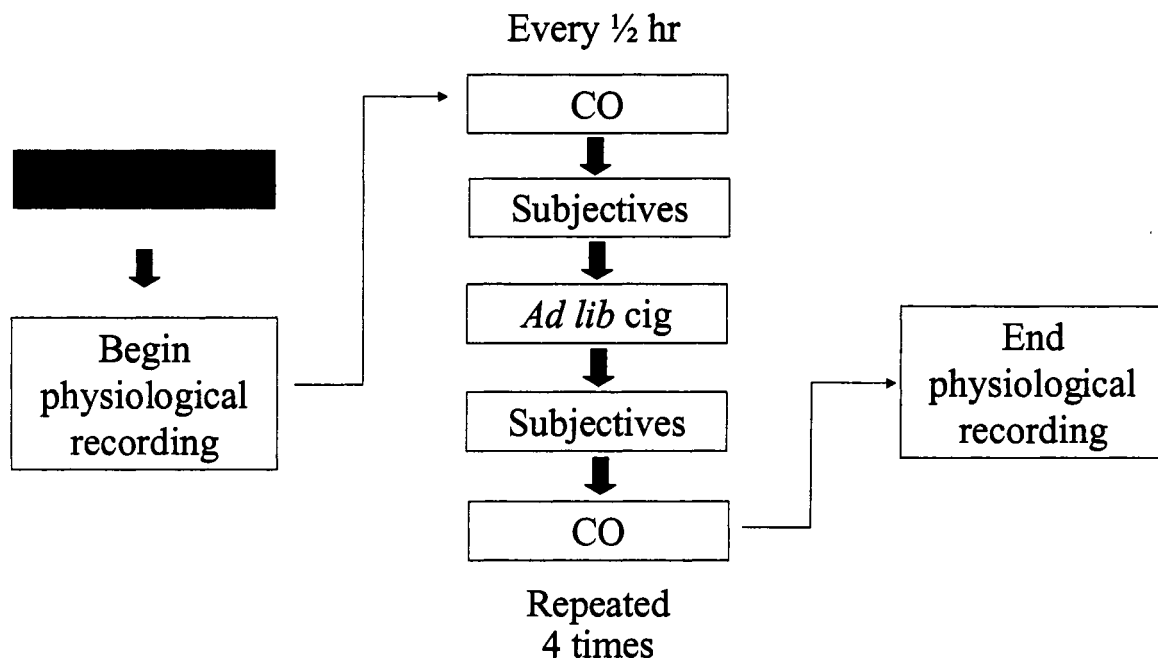 Every ½ hr
CO
Subjectives
Begin
physiological
recording
Ad lib cig
Subjectives
End
physiological
recording
CO
Repeated
4 times